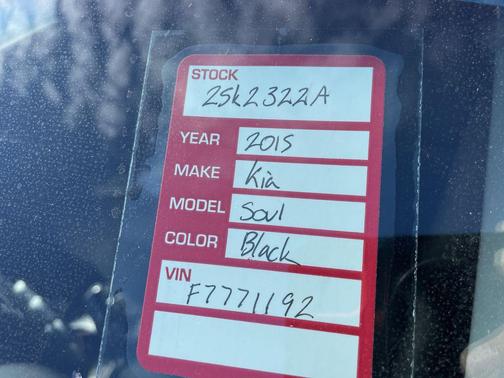 STOCK
25K2322A
YEAR 2015
MAKE Kia
MODEL Soul
COLOR Black
VIN
F7771192